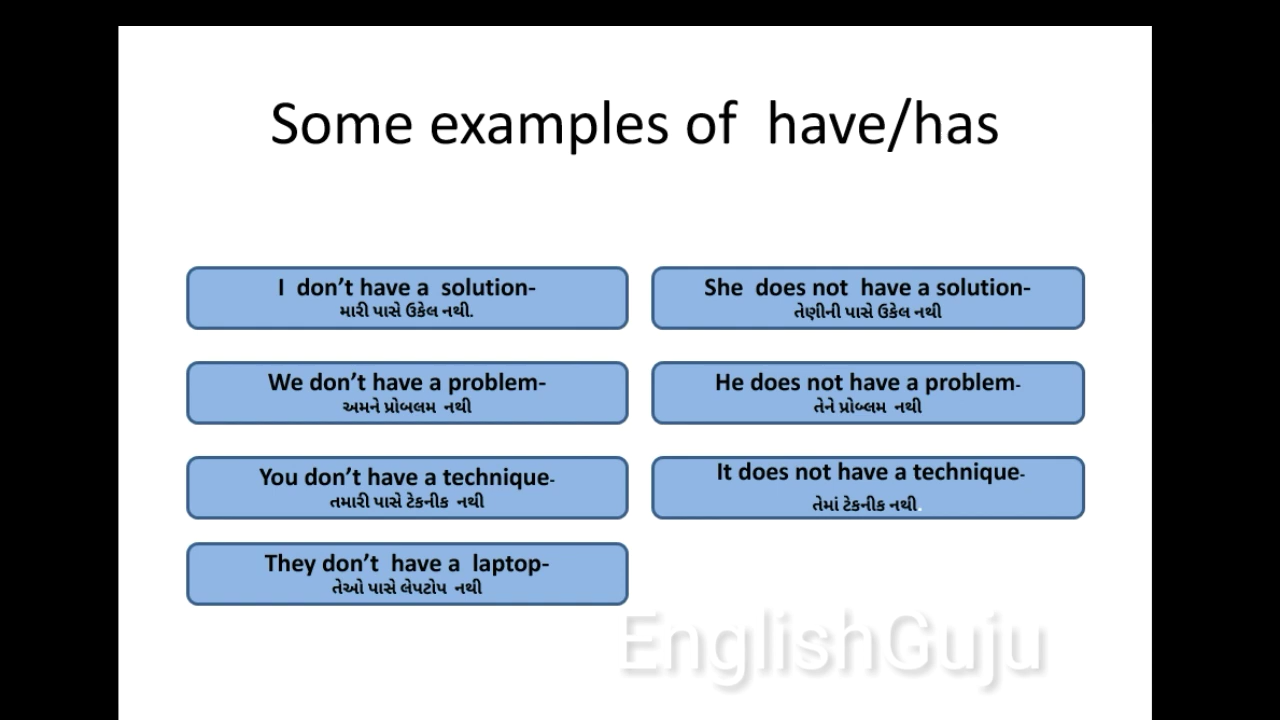 Some examples of have/has
I don’t have a solution-
મારી પાસે ઉકેલ નથી.
She does not have a solution-
તેણીની પાસે ઉકેલ નથી
We don’t have a problem-
અમને પ્રોબલમ નથી
He does not have a problem-
તેને પ્રોબ્લમ નથી
You don’t have a technique-
તમારી પાસે ટેકનીક નથી
It does not have a technique-
તેમાં ટેકનીક નથી.
They don’t have a laptop-
તેઓ પાસે લેપટોપ નથી
EnglishGuju